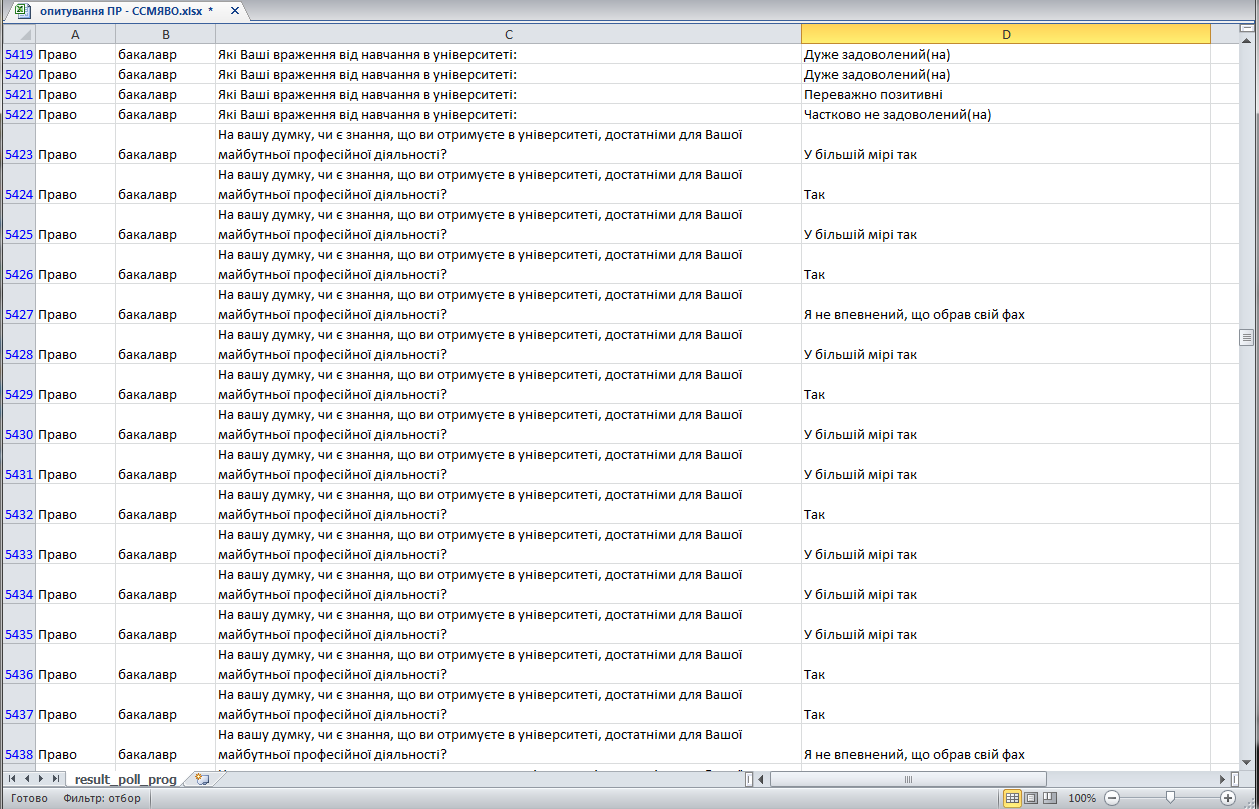 опитування ПР - ССМЯВО.xlsx *
A B C D
5419 Право бакалавр Які Ваші враження від навчання в університеті: Дуже задоволений(на)
5420 Право бакалавр Які Ваші враження від навчання в університеті: Дуже задоволений(на)
5421 Право бакалавр Які Ваші враження від навчання в університеті: Переважно позитивні
5422 Право бакалавр Які Ваші враження від навчання в університеті: Частково не задоволений(на)
На вашу думку, чи є знання, що ви отримуєте в університеті, достатніми для Вашої
5423 Право бакалавр майбутньої професійної діяльності? У більшій мірі так
На вашу думку, чи є знання, що ви отримуєте в університеті, достатніми для Вашої
5424 Право бакалавр майбутньої професійної діяльності? Так
На вашу думку, чи є знання, що ви отримуєте в університеті, достатніми для Вашої
5425 Право бакалавр майбутньої професійної діяльності? У більшій мірі так
На вашу думку, чи є знання, що ви отримуєте в університеті, достатніми для Вашої
5426 Право бакалавр майбутньої професійної діяльності? Так
На вашу думку, чи є знання, що ви отримуєте в університеті, достатніми для Вашої
5427 Право бакалавр майбутньої професійної діяльності? Я не впевнений, що обрав свій фах
На вашу думку, чи є знання, що ви отримуєте в університеті, достатніми для Вашої
5428 Право бакалавр майбутньої професійної діяльності? У більшій мірі так
На вашу думку, чи є знання, що ви отримуєте в університеті, достатніми для Вашої
5429 Право бакалавр майбутньої професійної діяльності? Так
На вашу думку, чи є знання, що ви отримуєте в університеті, достатніми для Вашої
5430 Право бакалавр майбутньої професійної діяльності? У більшій мірі так
На вашу думку, чи є знання, що ви отримуєте в університеті, достатніми для Вашої
5431 Право бакалавр майбутньої професійної діяльності? У більшій мірі так
На вашу думку, чи є знання, що ви отримуєте в університеті, достатніми для Вашої
5432 Право бакалавр майбутньої професійної діяльності? Так
На вашу думку, чи є знання, що ви отримуєте в університеті, достатніми для Вашої
5433 Право бакалавр майбутньої професійної діяльності? У більшій мірі так
На вашу думку, чи є знання, що ви отримуєте в університеті, достатніми для Вашої
5434 Право бакалавр майбутньої професійної діяльності? У більшій мірі так
На вашу думку, чи є знання, що ви отримуєте в університеті, достатніми для Вашої
5435 Право бакалавр майбутньої професійної діяльності? У більшій мірі так
На вашу думку, чи є знання, що ви отримуєте в університеті, достатніми для Вашої
5436 Право бакалавр майбутньої професійної діяльності? Так
На вашу думку, чи є знання, що ви отримуєте в університеті, достатніми для Вашої
5437 Право бакалавр майбутньої професійної діяльності? Так
На вашу думку, чи є знання, що ви отримуєте в університеті, достатніми для Вашої
5438 Право бакалавр майбутньої професійної діяльності? Я не впевнений, що обрав свій фах
result_poll_prog
Готово Фильтр: отбор 100%